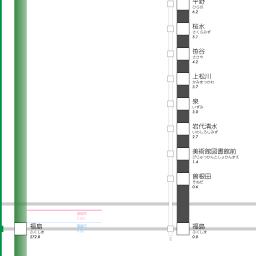 平野
ひらの
6.2
桜水
さくらみず
5.1
笹谷
ささや
4.2
上松川
かみまつかわ
3.7
泉
いずみ
3.0
岩代清水
いわしろしみず
2.7
美術館図書館前
びじゅつかんとしょかんまえ
1.4
曽根田
そねだ
0.6
福島
ふくしま
272.8
福島
ふくしま
0.0